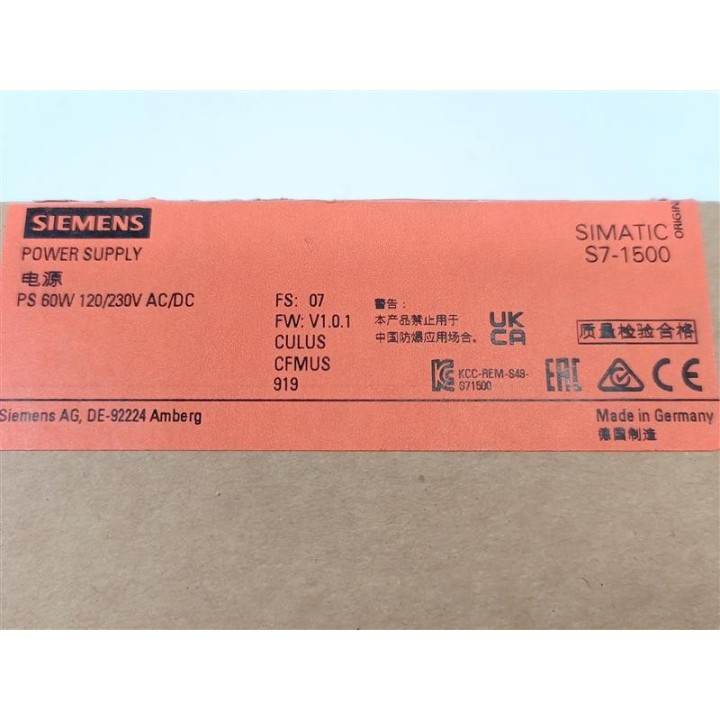 SIEMENS
POWER SUPPLY
电源
PS 60W 120/230V AC/DC
FS: 07
FW: V1.0.1
CULUS
CFMUS
919
警告:
本产品禁止用于
中国防爆应用场合。
UK
CA
SIMATIC
S7-1500
ORIGIN
质量检验合格
KCC-REM-S49-
S71500
EAC
CE
Siemens AG, DE-92224 Amberg
Made in Germany
德国制造